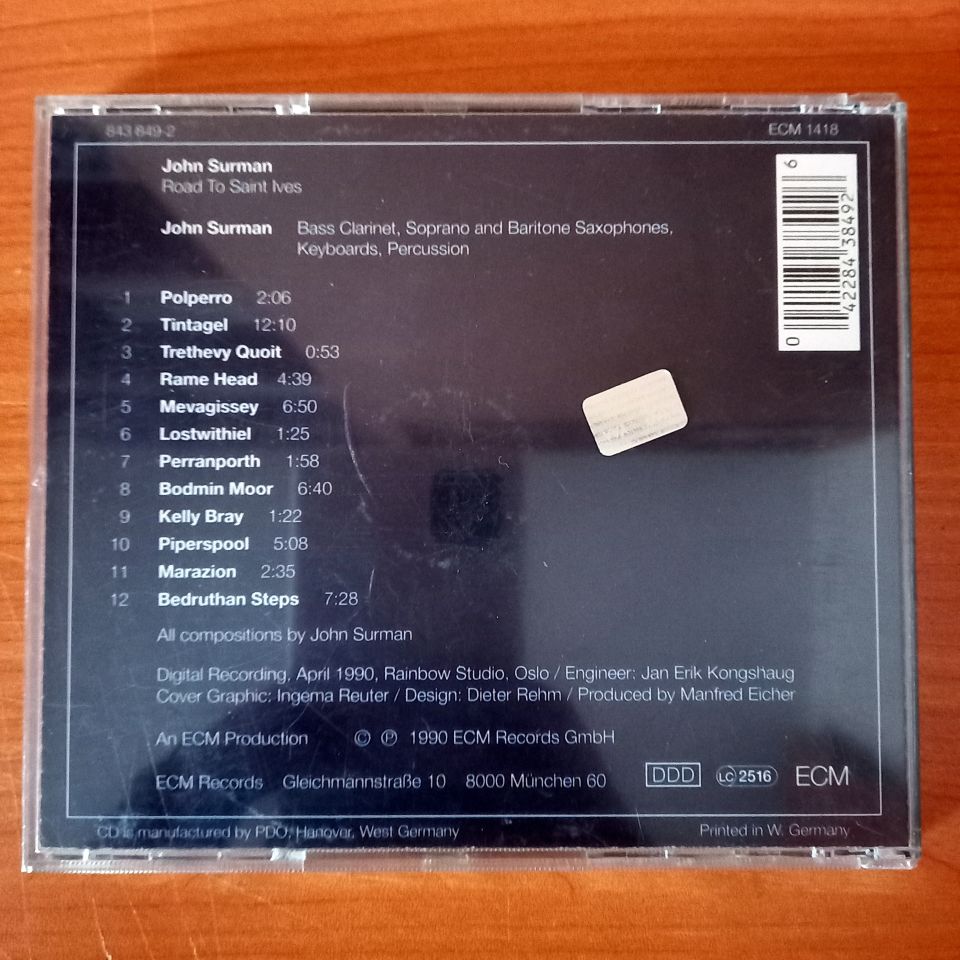 843 849-2 ECM 1418
John Surman
Road To Saint Ives
John Surman Bass Clarinet, Soprano and Baritone Saxophones,
Keyboards, Percussion
1 Polperro 2:06
2 Tintagel 12:10
3 Trethevy Quoit 0:53
4 Rame Head 4:39
5 Mevagissey 6:50
6 Lostwithiel 1:25
7 Perranporth 1:58
8 Bodmin Moor 6:40
9 Kelly Bray 1:22
10 Piperspool 5:08
11 Marazion 2:35
12 Bedruthan Steps 7:28
All compositions by John Surman
Digital Recording, April 1990, Rainbow Studio, Oslo / Engineer: Jan Erik Kongshaug
Cover Graphic: Ingema Reuter / Design: Dieter Rehm / Produced by Manfred Eicher
An ECM Production © ℗ 1990 ECM Records GmbH
ECM Records Gleichmannstraße 10 8000 München 60 DDD LC 2516 ECM
CD is manufactured by PDO, Hanover, West Germany Printed in W. Germany
0 42284 38492 6